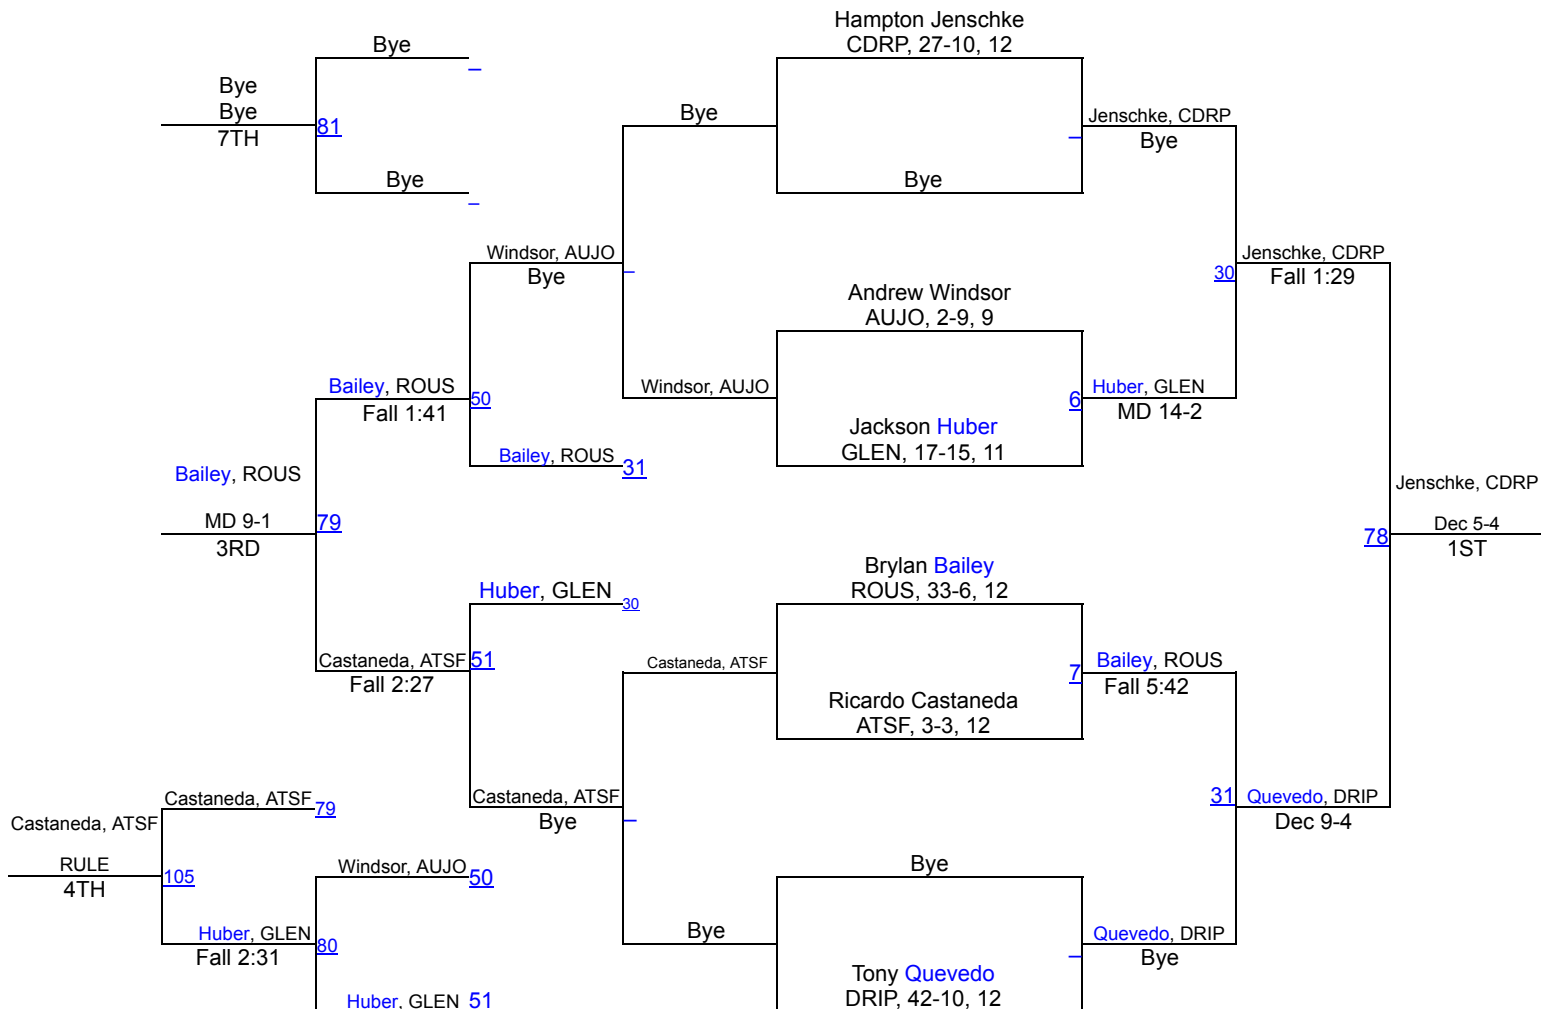 Hampton Jenschke
CDRP, 27-10, 12
Bye
–
Bye
Bye
81
7TH
Bye
–
Bye
Jenschke, CDRP
–
Bye
Bye
Windsor, AUJO
Bye
–
Jenschke, CDRP
30
Fall 1:29
Andrew Windsor
AUJO, 2-9, 9
Bailey, ROUS
50
Fall 1:41
Windsor, AUJO
Huber, GLEN
6
MD 14-2
Jackson Huber
GLEN, 17-15, 11
Bailey, ROUS
31
Bailey, ROUS
MD 9-1
79
3RD
Jenschke, CDRP
Dec 5-4
78
1ST
Brylan Bailey
ROUS, 33-6, 12
Huber, GLEN
30
Castaneda, ATSF
51
Fall 2:27
Castaneda, ATSF
Bailey, ROUS
7
Fall 5:42
Ricardo Castaneda
ATSF, 3-3, 12
Castaneda, ATSF
79
Castaneda, ATSF
Bye
–
31
Quevedo, DRIP
Dec 9-4
Castaneda, ATSF
RULE
105
4TH
Windsor, AUJO
50
Bye
Huber, GLEN
80
Fall 2:31
Bye
Quevedo, DRIP
–
Bye
Tony Quevedo
DRIP, 42-10, 12
Huber, GLEN
51